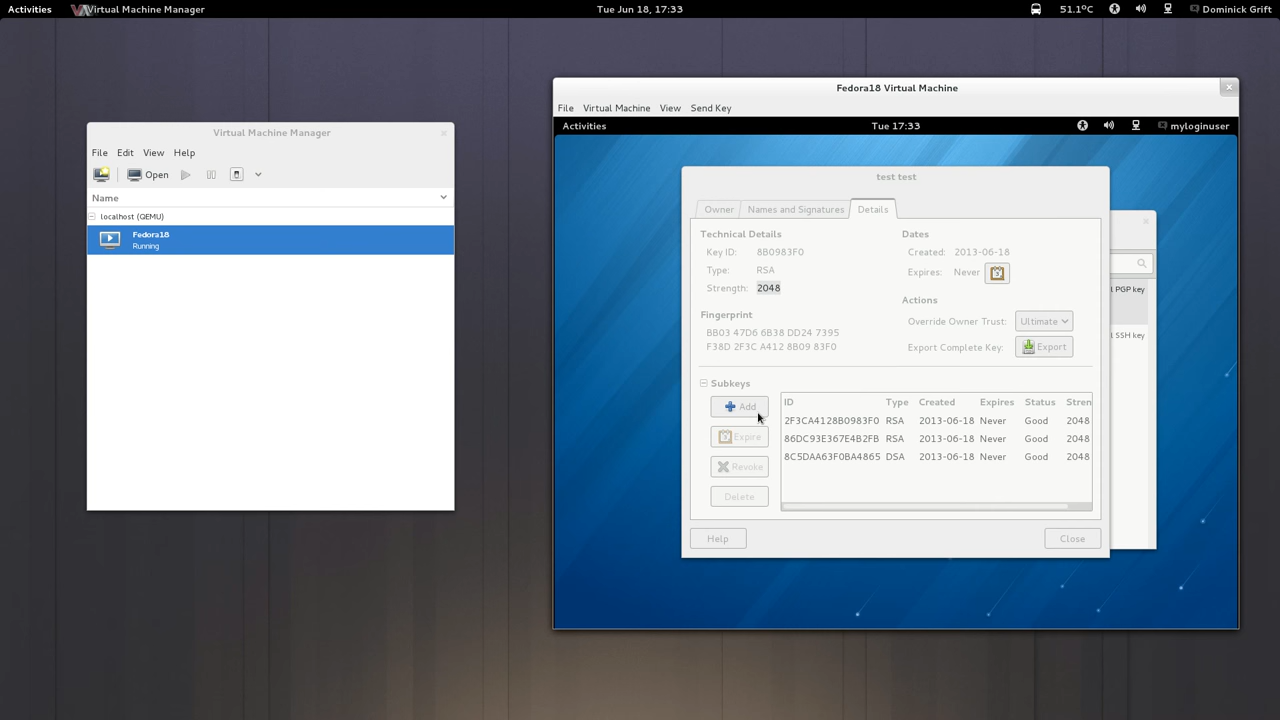 Activities Virtual Machine Manager Tue Jun 18, 17:33 51.1ºC Dominick Grift
Virtual Machine Manager
File Edit View Help
Open
Name
localhost (QEMU)
Fedora18
Running
Fedora18 Virtual Machine
File Virtual Machine View Send Key
Activities Tue 17:33 myloginuser
test test
Owner Names and Signatures Details
Technical Details
Key ID: 8B0983F0
Type: RSA
Strength: 2048
Fingerprint
BB03 47D6 6B38 DD24 7395
F38D 2F3C A412 8B09 83F0
Dates
Created: 2013-06-18
Expires: Never
Actions
Override Owner Trust: Ultimate
Export Complete Key: Export
Subkeys
Add
Expire
Revoke
Delete
ID Type Created Expires Status Stren
2F3CA4128B0983F0 RSA 2013-06-18 Never Good 2048
86DC93E367E4B2FB RSA 2013-06-18 Never Good 2048
8C5DAA63F0BA4865 DSA 2013-06-18 Never Good 2048
Help Close
l PGP key
l SSH key